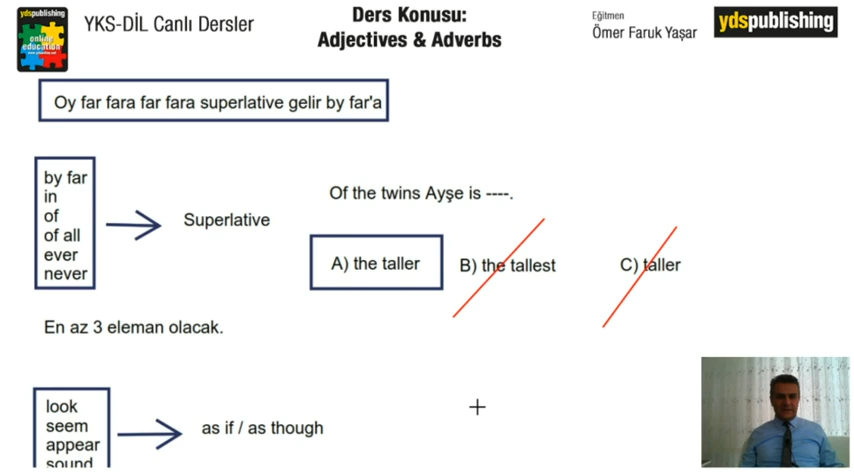 ydspublishing
online
education
YKS-DİL Canlı Dersler
Ders Konusu:
Adjectives & Adverbs
Eğitmen
Ömer Faruk Yaşar
ydspublishing
Oy far fara far fara superlative gelir by far'a
by far
in
of
of all
ever
never
Superlative
Of the twins Ayşe is ----.
A) the taller
B) the tallest
C) taller
En az 3 eleman olacak.
look
seem
appear
sound
as if / as though